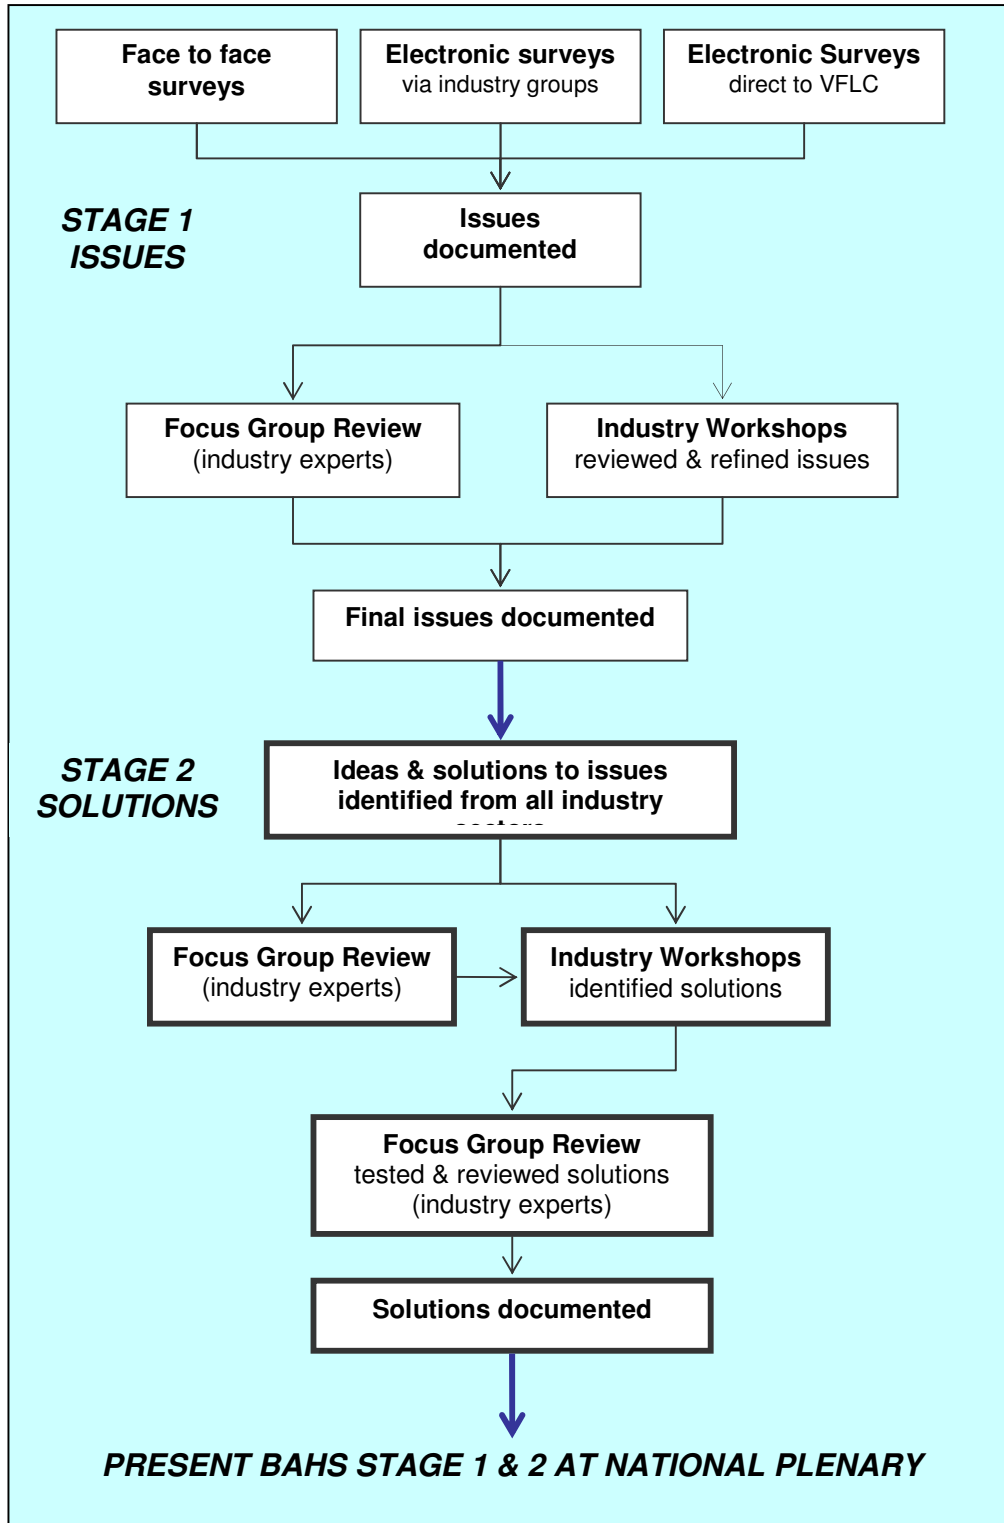 Face to face
surveys
Electronic surveys
via industry groups
Electronic Surveys
direct to VFLC
STAGE 1
ISSUES
Issues
documented
Focus Group Review
(industry experts)
Industry Workshops
reviewed & refined issues
Final issues documented
STAGE 2
SOLUTIONS
Ideas & solutions to issues
identified from all industry
Focus Group Review
(industry experts)
Industry Workshops
identified solutions
Focus Group Review
tested & reviewed solutions
(industry experts)
Solutions documented
PRESENT BAHS STAGE 1 & 2 AT NATIONAL PLENARY